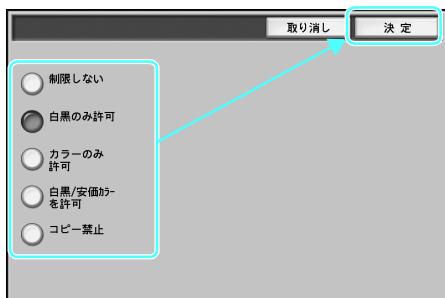 取り消し
決 定
制限しない
白黒のみ許可
カラーのみ
許可
白黒/安価ｶﾗｰ
を許可
コピー禁止